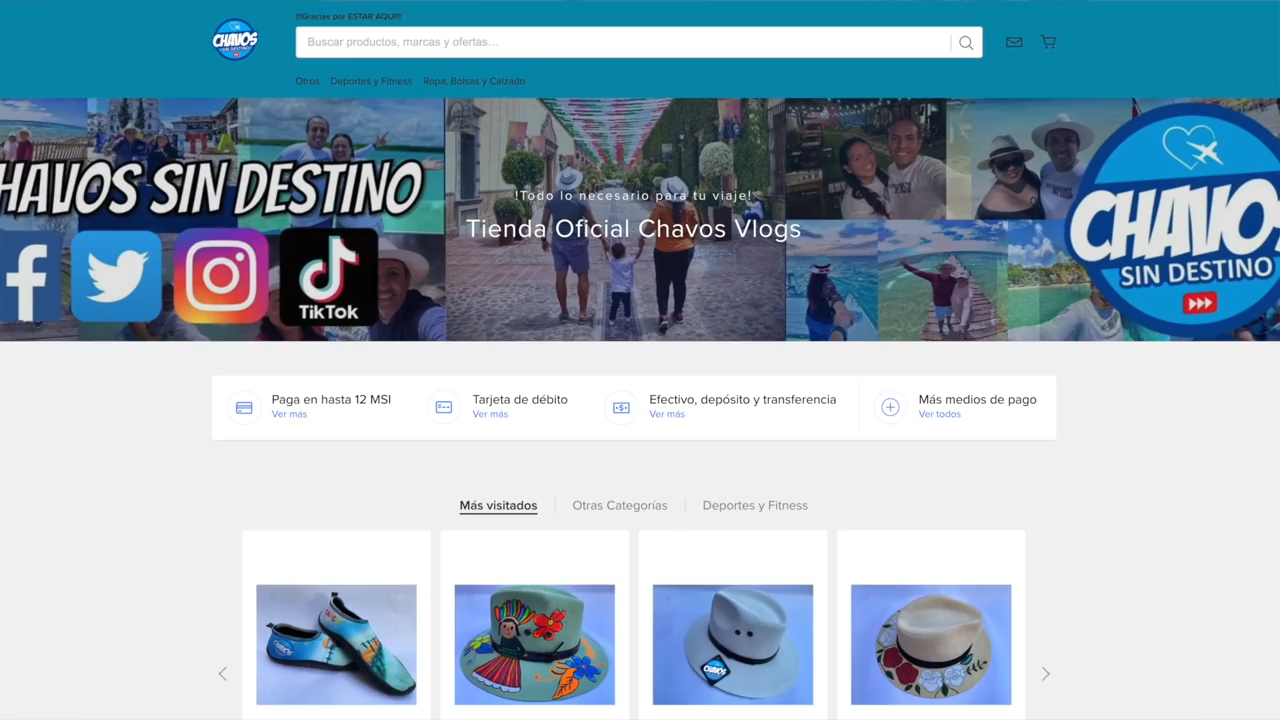 !!!Gracias por ESTAR AQUI!!!
CHAVOS
SIN DESTINO
Buscar productos, marcas y ofertas…
Otros
Deportes y Fitness
Ropa, Bolsas y Calzado
HAVOS SIN DESTINO
TikTok
!Todo lo necesario para tu viaje!
Tienda Oficial Chavos Vlogs
CHAVO
SIN DESTINO
Paga en hasta 12 MSI
Ver más
Tarjeta de débito
Ver más
Efectivo, depósito y transferencia
Ver más
Más medios de pago
Ver todos
Más visitados
Otras Categorías
Deportes y Fitness
CHAVOS
CHAVOS